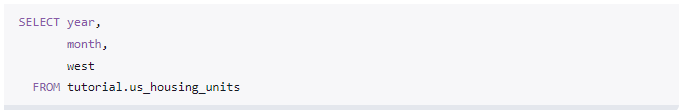 SELECT year,
       month,
       west
  FROM tutorial.us_housing_units